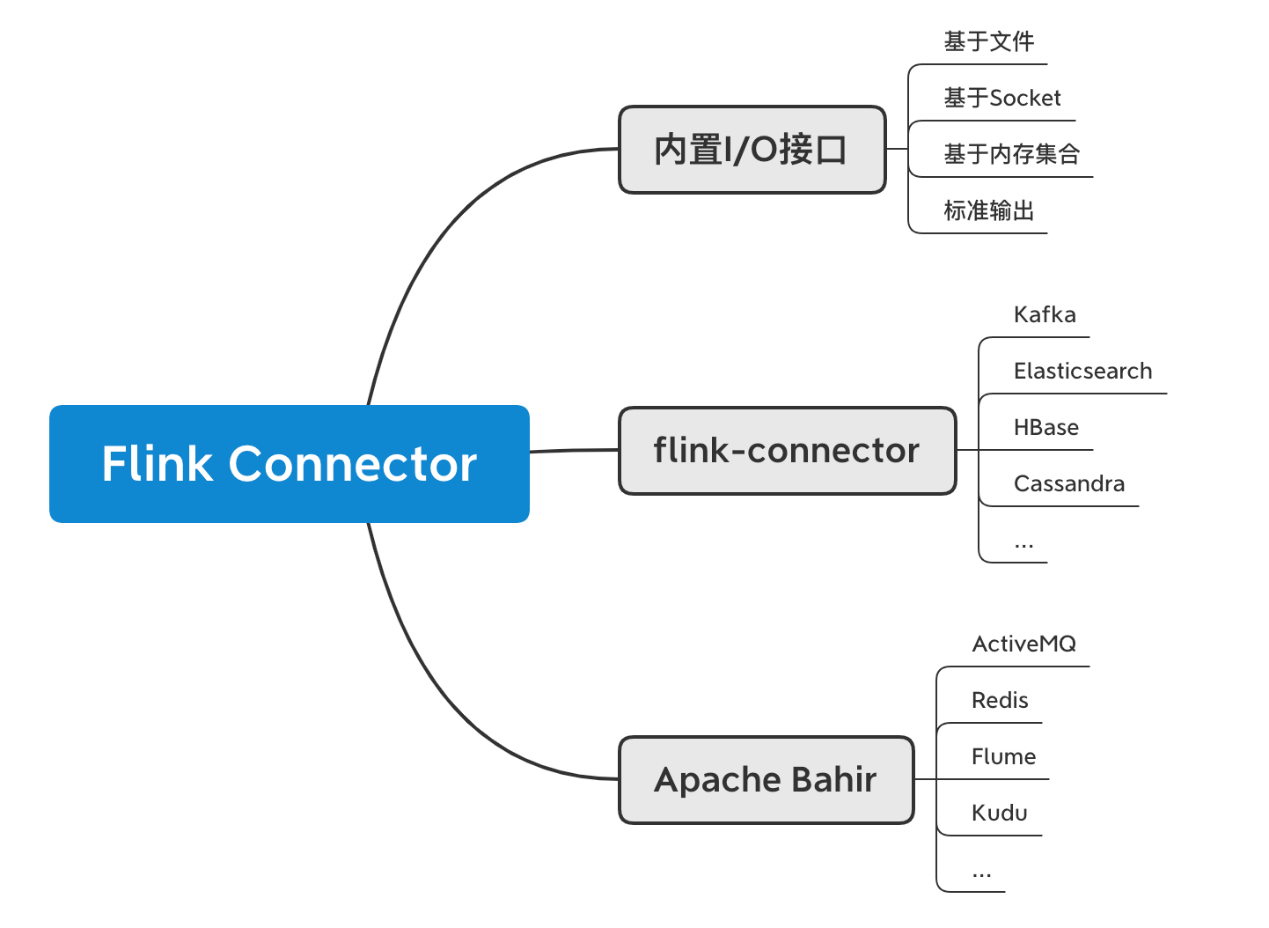 Flink Connector
内置I/O接口
基于文件
基于Socket
基于内存集合
标准输出
flink-connector
Kafka
Elasticsearch
HBase
Cassandra
...
Apache Bahir
ActiveMQ
Redis
Flume
Kudu
...